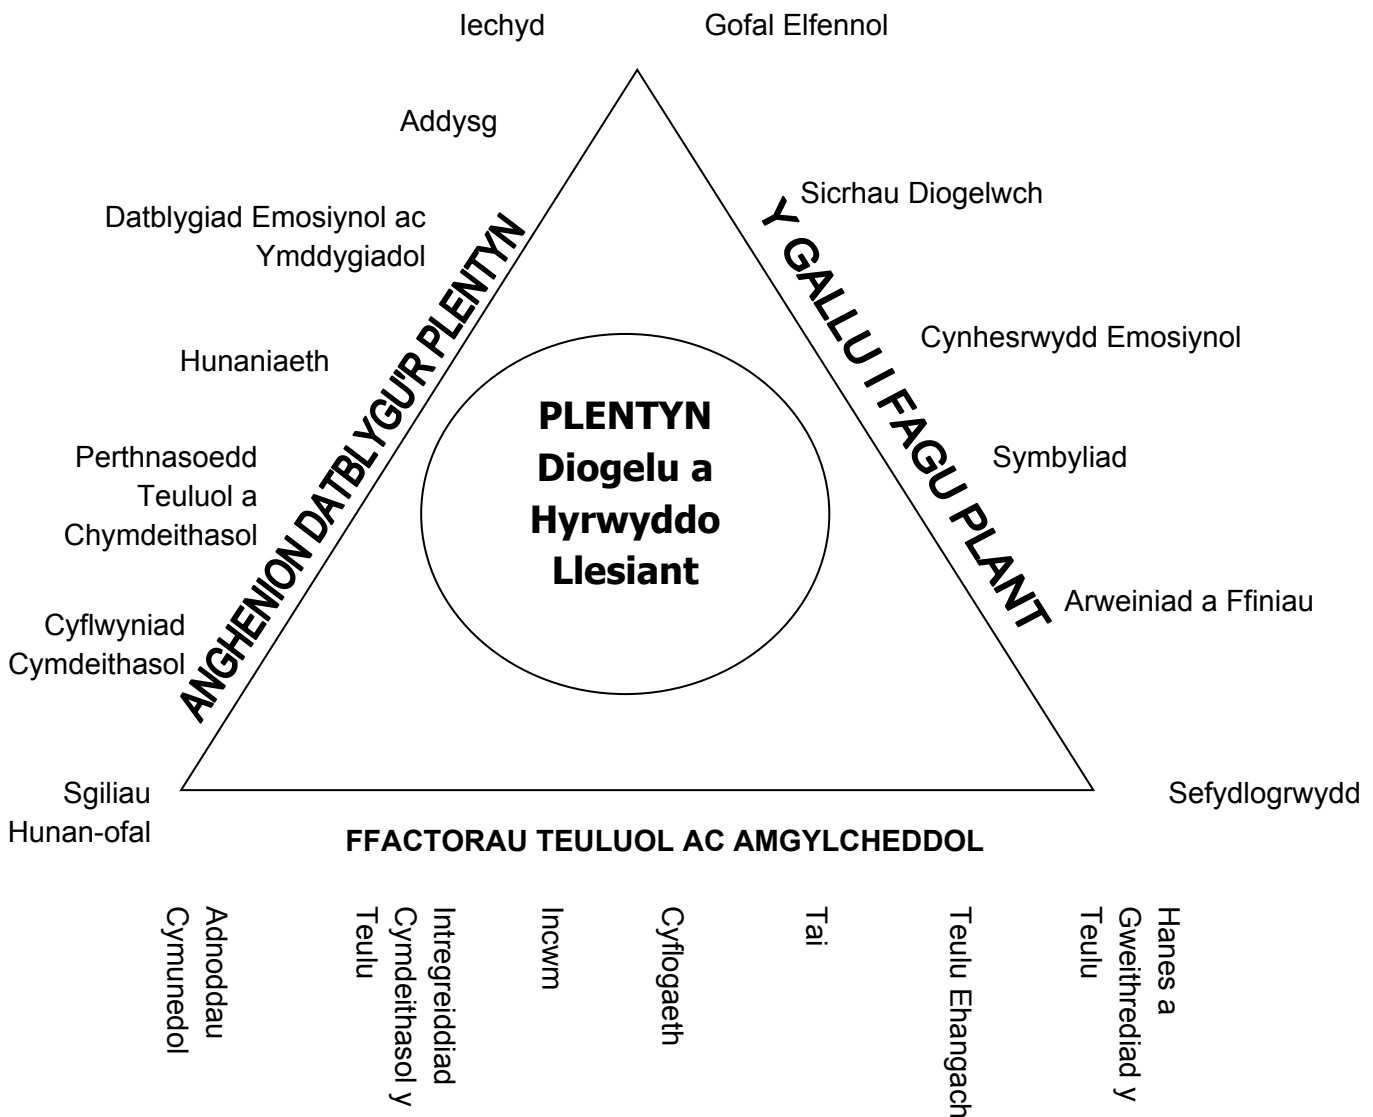 Iechyd
Gofal Elfennol
Addysg
Sicrhau Diogelwch
Datblygiad Emosiynol ac
Ymddygiadol
Cynhesrwydd Emosiynol
Hunaniaeth
ANGHENION DATBLYGU'R PLENTYN
Y GALLU I FAGU PLANT
PLENTYN
Diogelu a
Hyrwyddo
Llesiant
Perthnasoedd
Teuluol a
Chymdeithasol
Symbyliad
Arweiniad a Ffiniau
Cyflwyniad
Cymdeithasol
Sgiliau
Hunan-ofal
Sefydlogrwydd
FFACTORAU TEULUOL AC AMGYLCHEDDOL
Adnoddau
Cymunedol
Intregreiddiad
Cymdeithasol y
Teulu
Incwm
Cyflogaeth
Tai
Teulu Ehangach
Hanes a
Gweithrediad y
Teulu